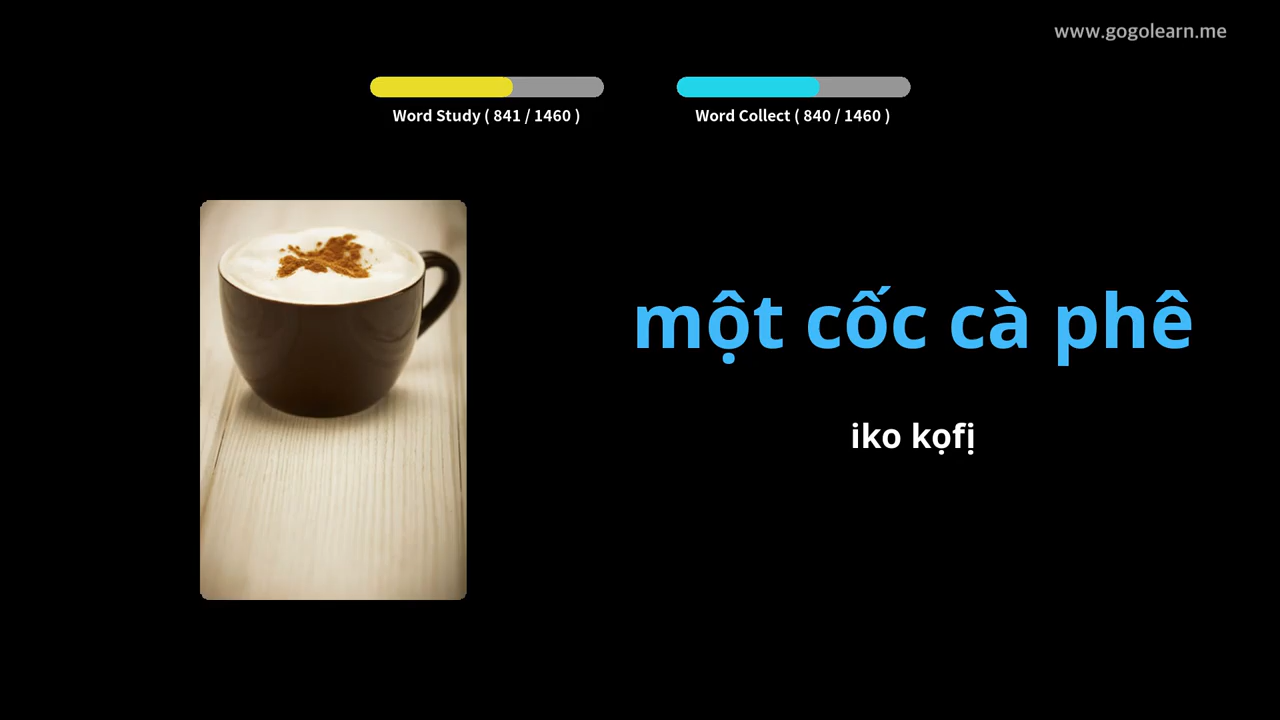 www.gogolearn.me
Word Study ( 841 / 1460 )
Word Collect ( 840 / 1460 )
một cốc cà phê
iko kọfị